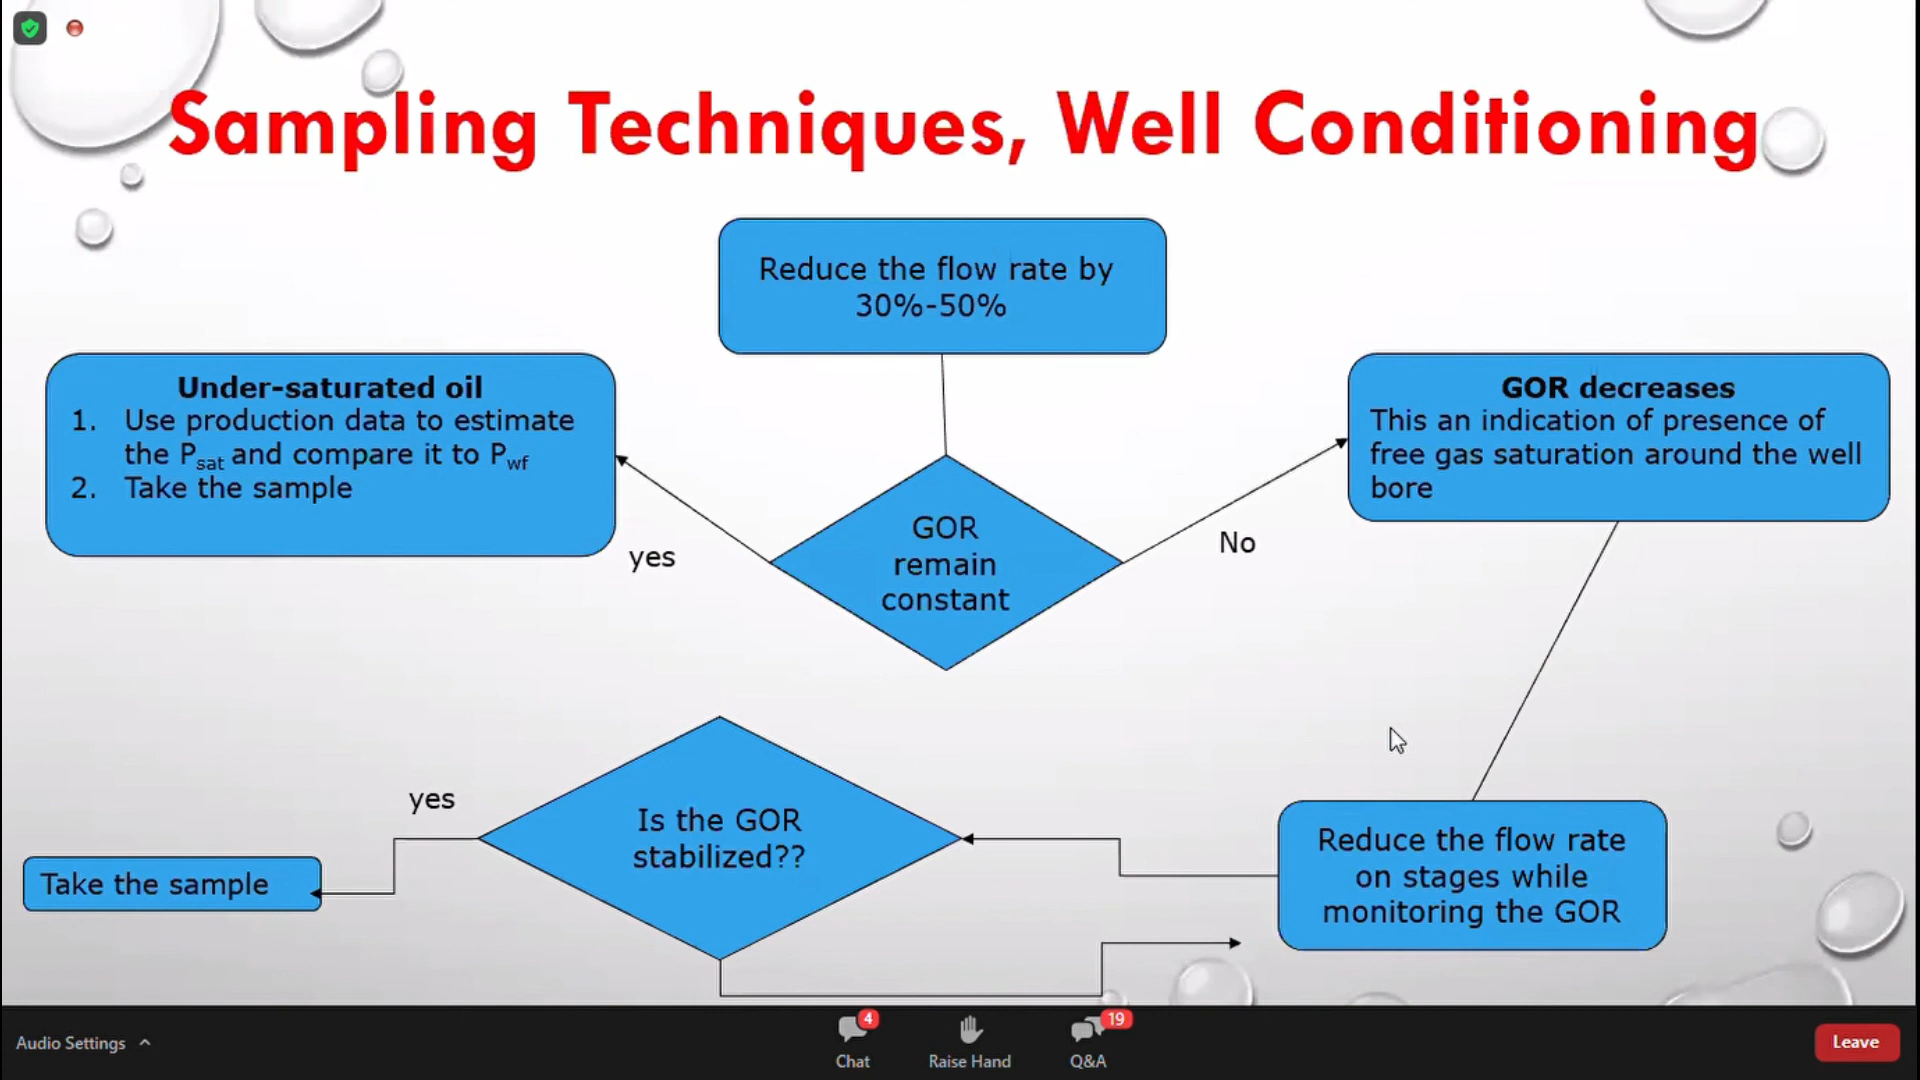 Sampling Techniques, Well Conditioning
Reduce the flow rate by
30%-50%
Under-saturated oil
1. Use production data to estimate
the Psat and compare it to Pwf
2. Take the sample
GOR decreases
This an indication of presence of
free gas saturation around the well
bore
GOR
remain
constant
yes
No
yes
Is the GOR
stabilized??
Take the sample
Reduce the flow rate
on stages while
monitoring the GOR
Audio Settings
4
Chat
Raise Hand
19
Q&A
Leave